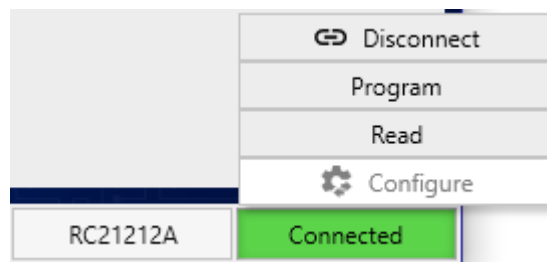 Disconnect
Program
Read
Configure
RC21212A
Connected